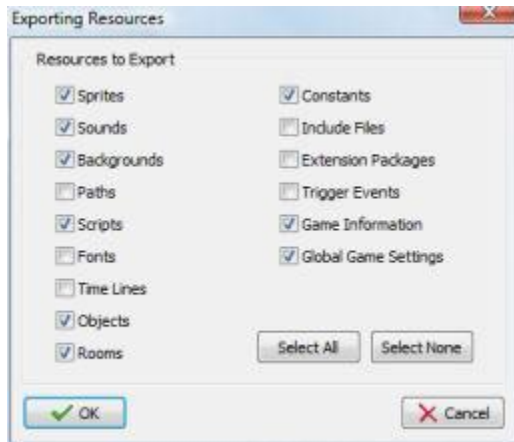 Exporting Resources
Resources to Export
Sprites
Sounds
Backgrounds
Paths
Scripts
Fonts
Time Lines
Objects
Rooms
Constants
Include Files
Extension Packages
Trigger Events
Game Information
Global Game Settings
Select All
Select None
OK
Cancel